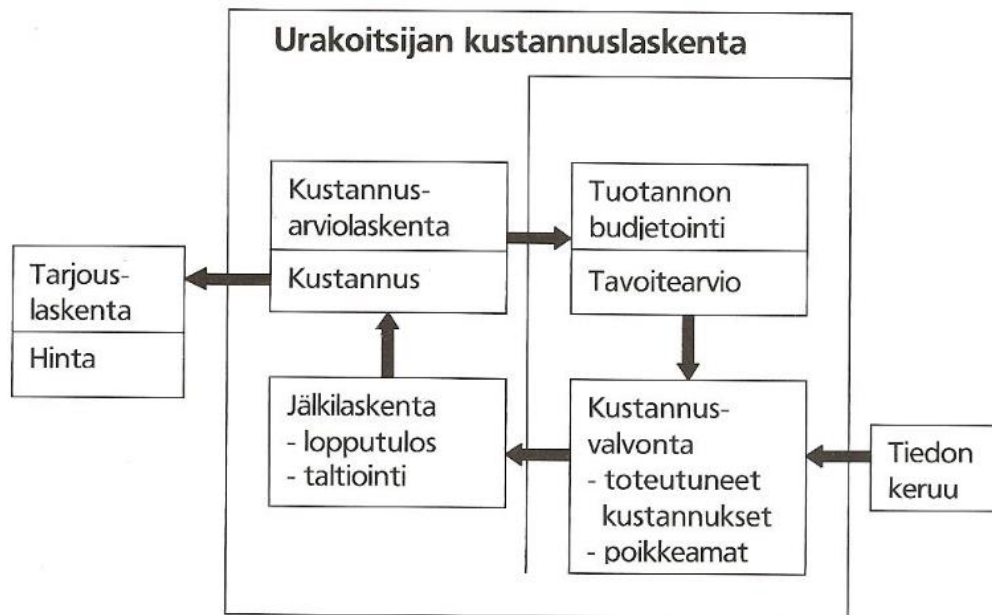 Urakoitsijan kustannuslaskenta
Kustannus-
arviolaskenta
Kustannus
Tuotannon
budjetointi
Tavoitearvio
Tarjous-
laskenta
Hinta
Jälkilaskenta
- lopputulos
- taltiointi
Kustannus-
valvonta
- toteutuneet
kustannukset
- poikkeamat
Tiedon
keruu